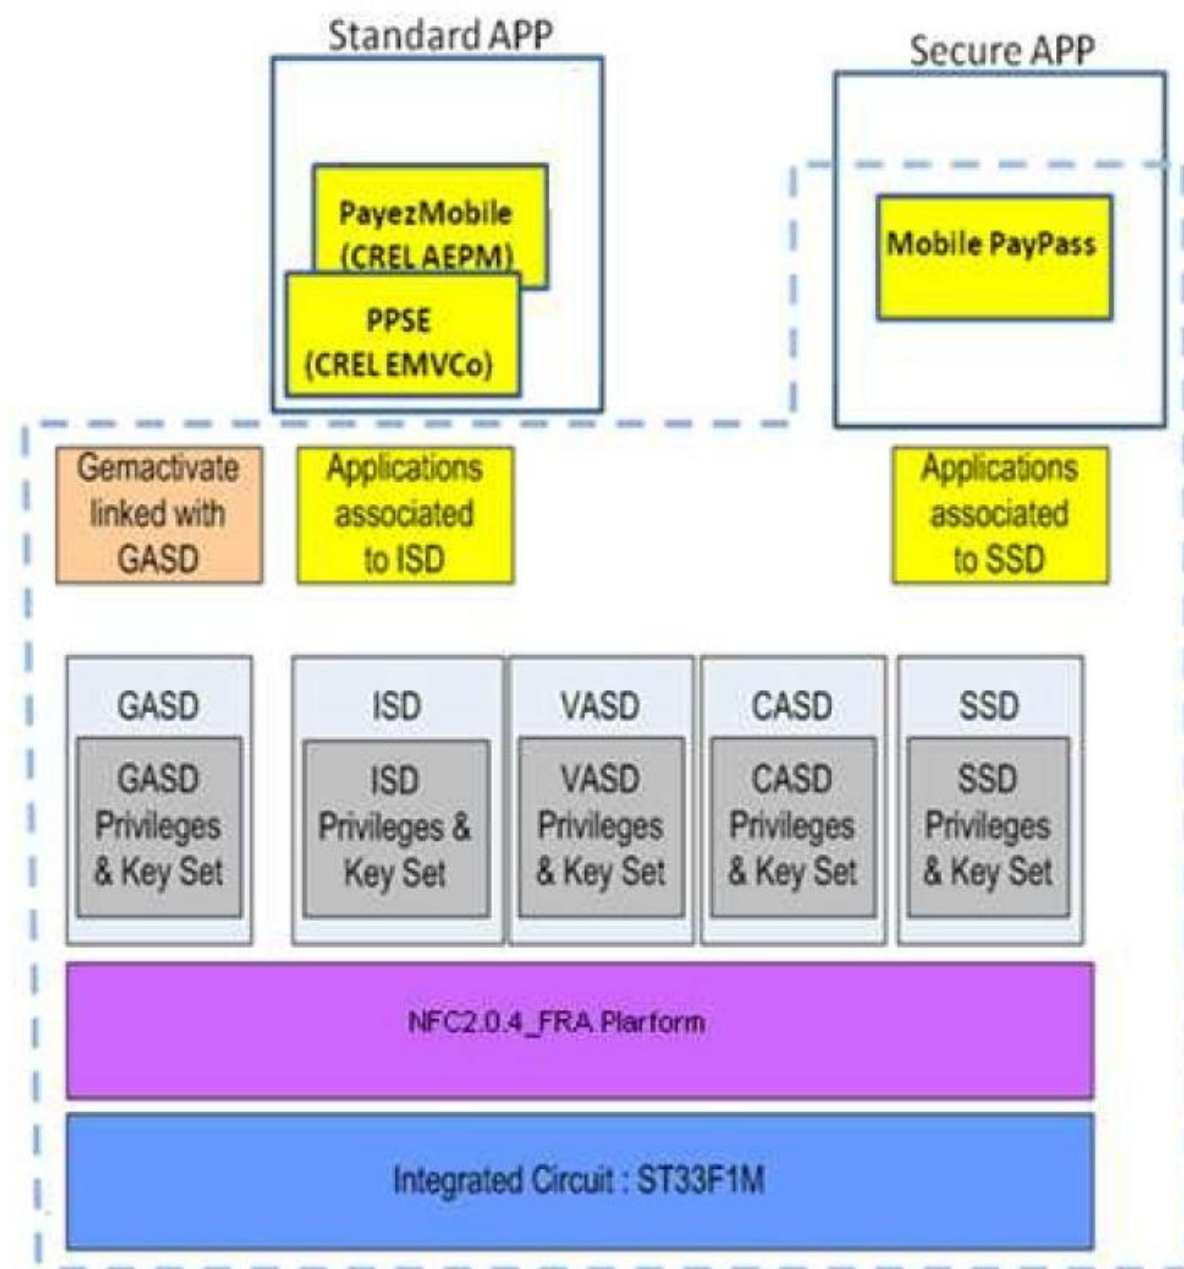 Standard APP
Secure APP
PayezMobile
(CREL AEPM)
PPSE
(CREL EMVCo)
Mobile PayPass
Gemactivate
linked with
GASD
Applications
associated
to ISD
Applications
associated
to SSD
GASD
GASD
Privileges
& Key Set
ISD
ISD
Privileges &
Key Set
VASD
VASD
Privileges
& Key Set
CASD
CASD
Privileges
& Key Set
SSD
SSD
Privileges
& Key Set
NFC2.0.4_FRA Plarform
Integrated Circuit : ST33F1M